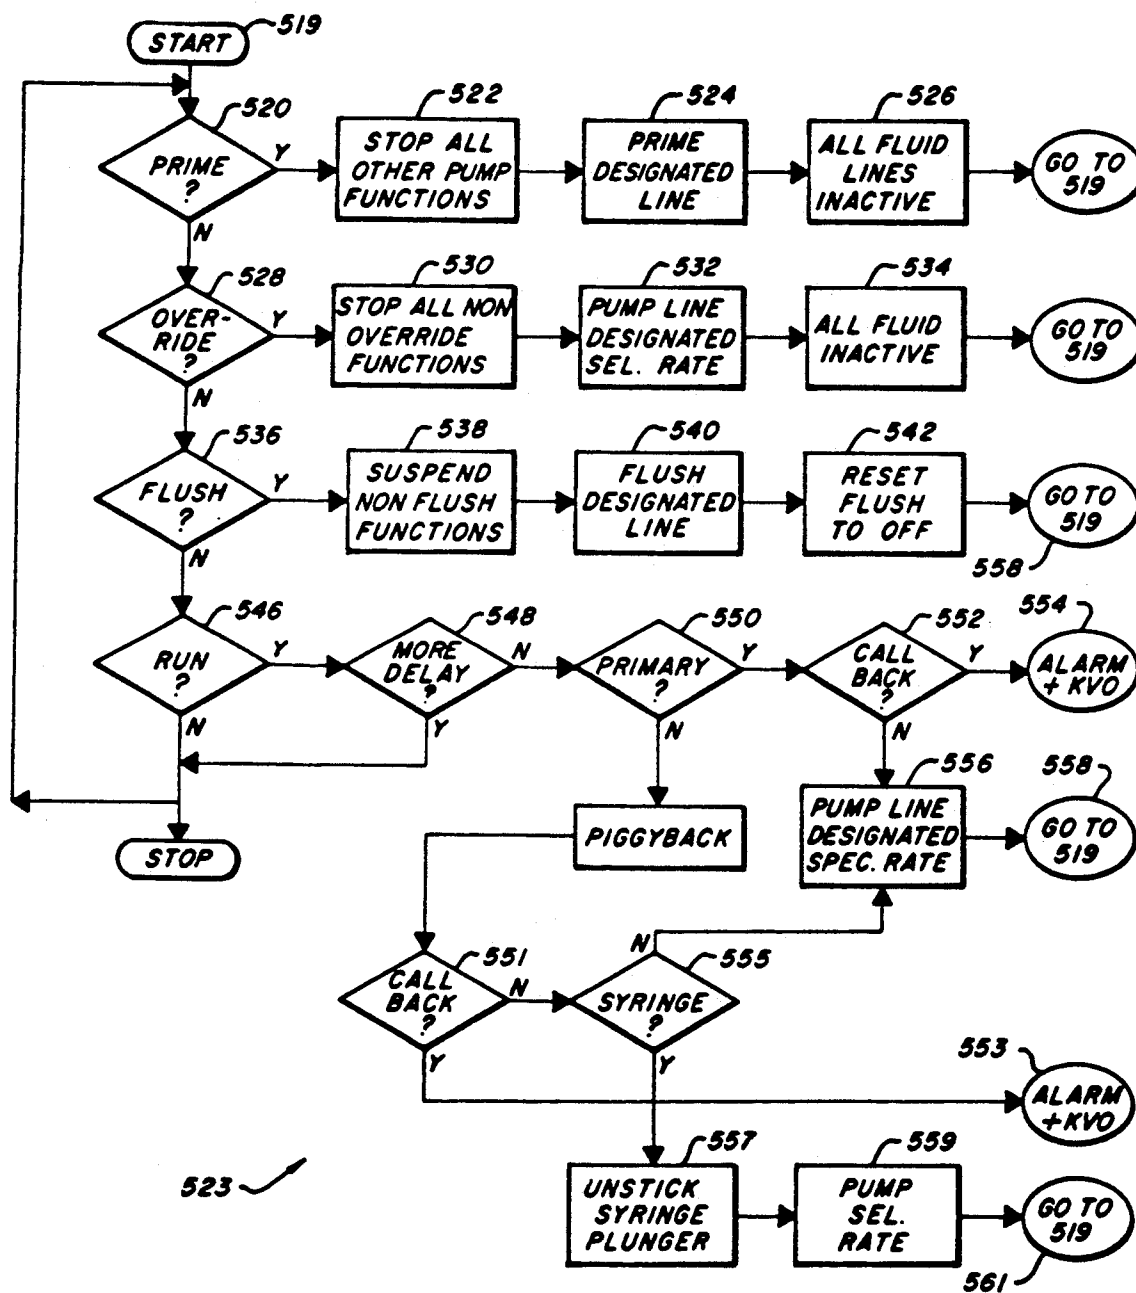 START
519
520
PRIME
?
Y
N
522
STOP ALL
OTHER PUMP
FUNCTIONS
524
PRIME
DESIGNATED
LINE
526
ALL FLUID
LINES
INACTIVE
GO TO
519
528
OVER-
RIDE
?
Y
N
530
STOP ALL NON
OVERRIDE
FUNCTIONS
532
PUMP LINE
DESIGNATED
SEL. RATE
534
ALL FLUID
INACTIVE
GO TO
519
536
FLUSH
?
Y
N
538
SUSPEND
NON FLUSH
FUNCTIONS
540
FLUSH
DESIGNATED
LINE
542
RESET
FLUSH
TO OFF
GO TO
519
558
546
RUN
?
Y
N
548
MORE
DELAY
?
N
Y
550
PRIMARY
?
Y
N
552
CALL
BACK
?
Y
N
554
ALARM
+ KVO
STOP
PIGGYBACK
556
PUMP LINE
DESIGNATED
SPEC. RATE
558
GO TO
519
551
CALL
BACK
?
N
Y
555
SYRINGE
?
N
Y
553
ALARM
+KVO
523
557
UNSTICK
SYRINGE
PLUNGER
559
PUMP
SEL.
RATE
GO TO
519
561